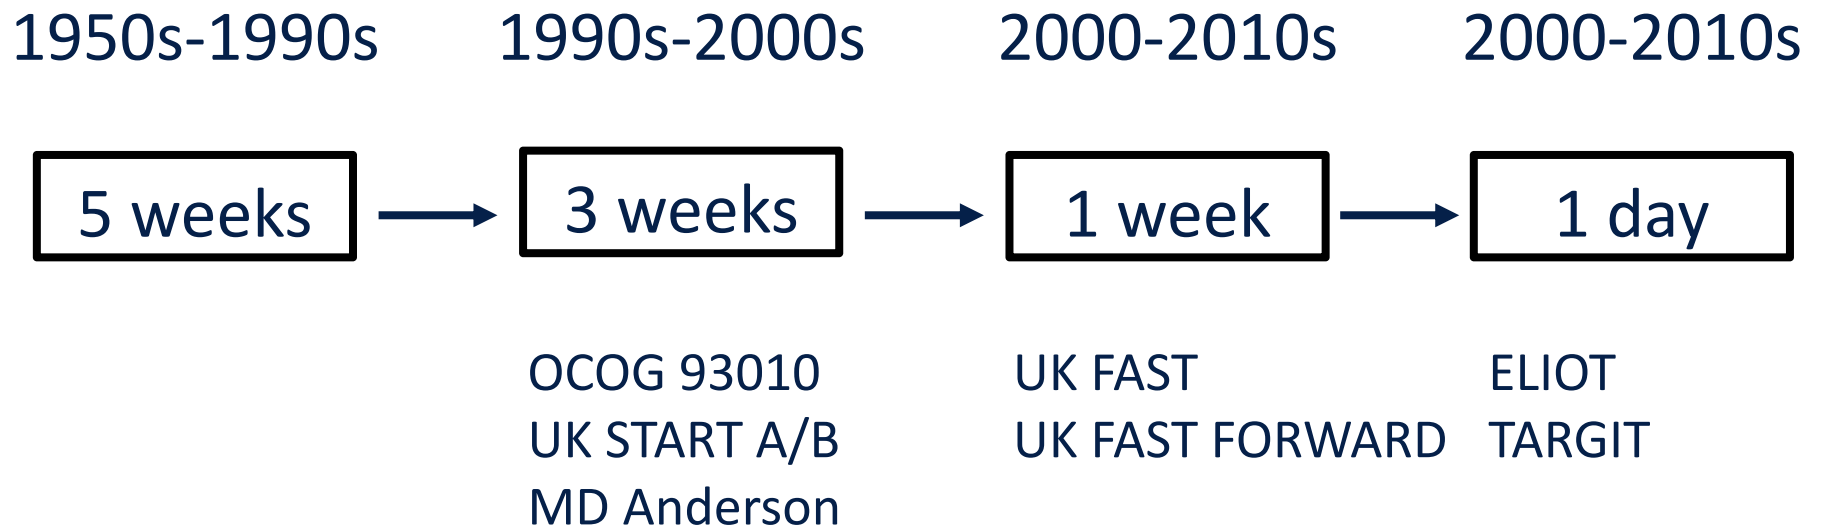 1950s-1990s 1990s-2000s 2000-2010s 2000-2010s
5 weeks 3 weeks 1 week 1 day
OCOG 93010 UK FAST ELIOT
UK START A/B UK FAST FORWARD TARGIT
MD Anderson